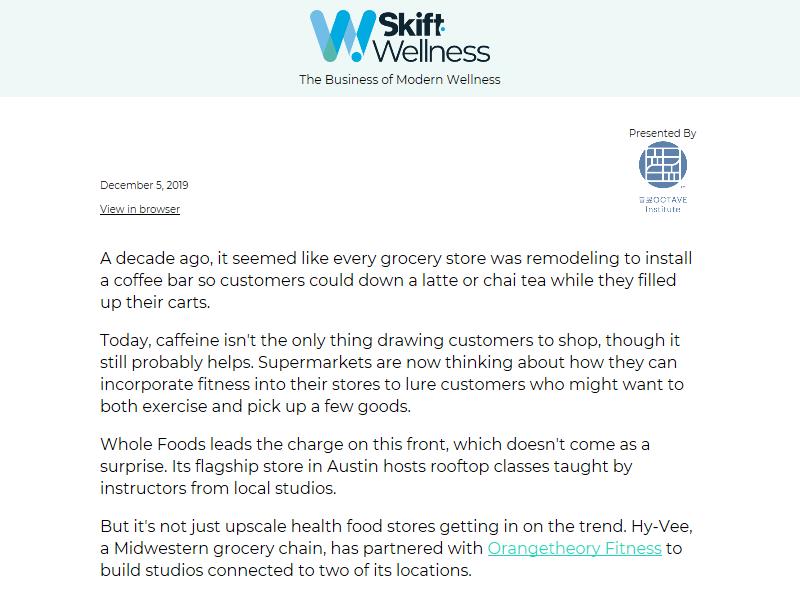 Skift
Wellness
The Business of Modern Wellness
Presented By
OCTAVE
Institute
December 5, 2019
View in browser
A decade ago, it seemed like every grocery store was remodeling to install
a coffee bar so customers could down a latte or chai tea while they filled
up their carts.
Today, caffeine isn't the only thing drawing customers to shop, though it
still probably helps. Supermarkets are now thinking about how they can
incorporate fitness into their stores to lure customers who might want to
both exercise and pick up a few goods.
Whole Foods leads the charge on this front, which doesn't come as a
surprise. Its flagship store in Austin hosts rooftop classes taught by
instructors from local studios.
But it's not just upscale health food stores getting in on the trend. Hy-Vee,
a Midwestern grocery chain, has partnered with Orangetheory Fitness to
build studios connected to two of its locations.